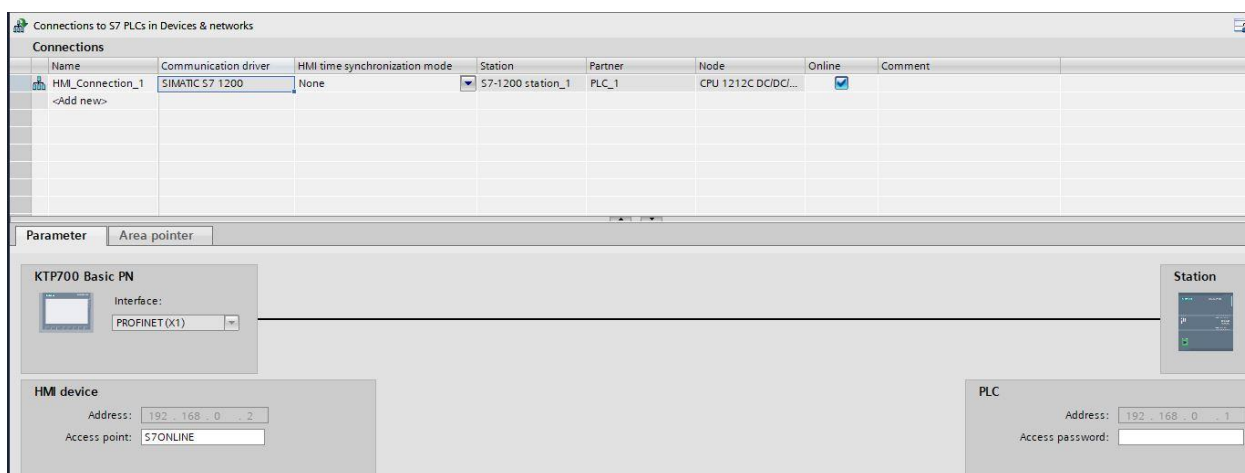 Connections to S7 PLCs in Devices & networks
Connections
Name Communication driver HMI time synchronization mode Station Partner Node Online Comment
HMI_Connection_1 SIMATIC S7 1200 None S7-1200 station_1 PLC_1 CPU 1212C DC/DC/...
<Add new>
Parameter Area pointer
KTP700 Basic PN Station
Interface:
PROFINET (X1)
HMI device PLC
Address: 192 . 168 . 0 . 2 Address: 192 . 168 . 0 . 1
Access point: S7ONLINE Access password: